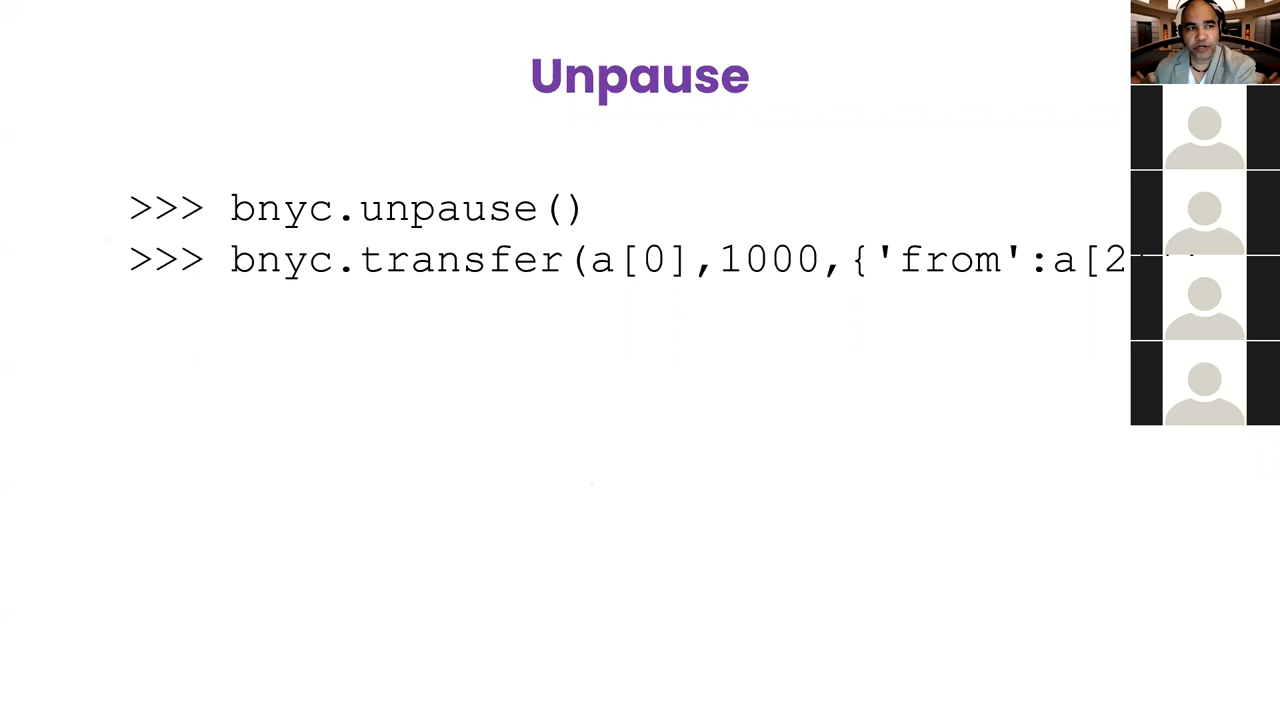 Unpause
>>> bnyc.unpause()
>>> bnyc.transfer(a[0],1000,{'from':a[2